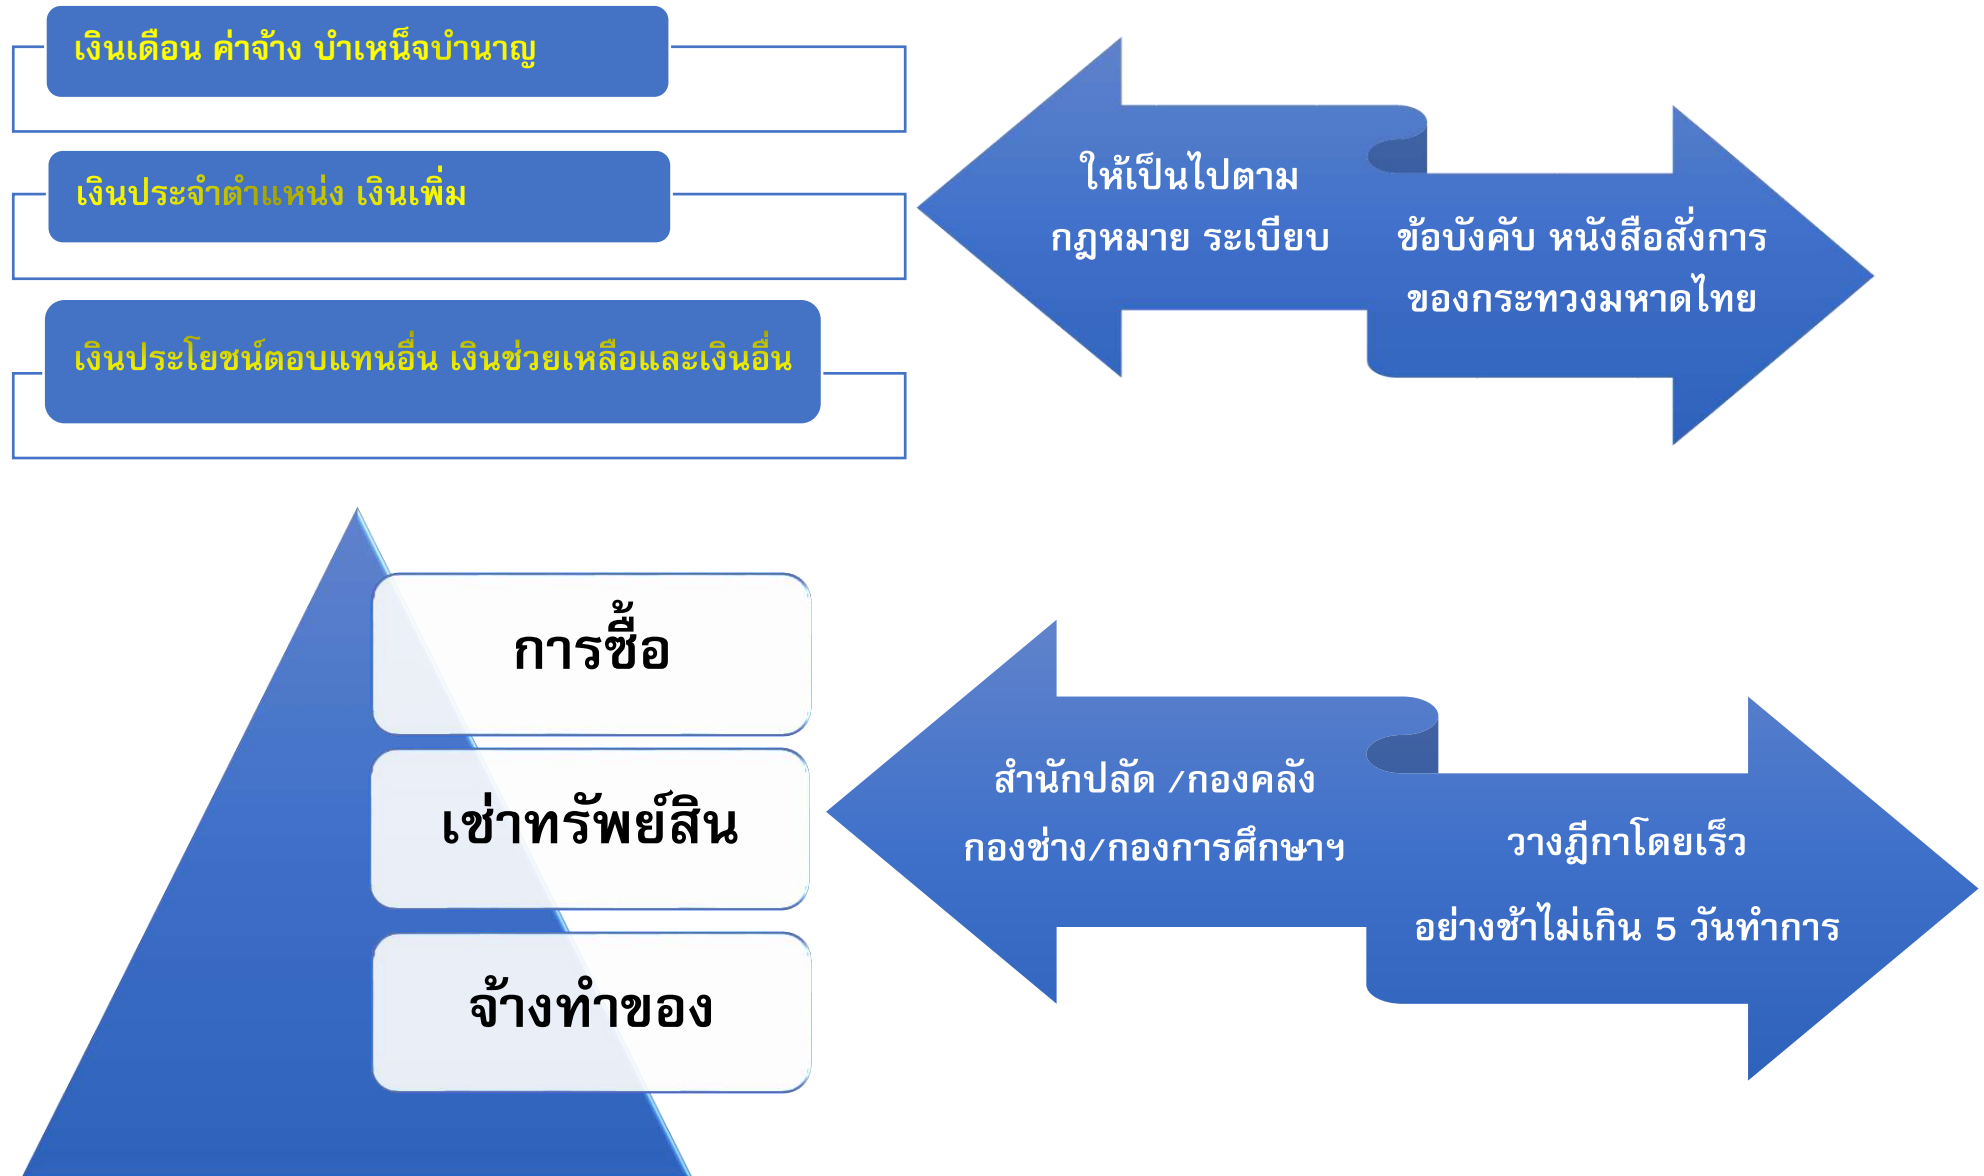 เงินเดือน ค่าจ้าง บำเหน็จบำนาญ
เงินประจำตำแหน่ง เงินเพิ่ม
เงินประโยชน์ตอบแทนอื่น เงินช่วยเหลือและเงินอื่น
ให้เป็นไปตาม
กฎหมาย ระเบียบ
ข้อบังคับ หนังสือสั่งการ
ของกระทวงมหาดไทย
การซื้อ
เช่าทรัพย์สิน
จ้างทำของ
สำนักปลัด /กองคลัง
กองช่าง/กองการศึกษาฯ
วางฎีกาโดยเร็ว
อย่างช้าไม่เกิน 5 วันทำการ